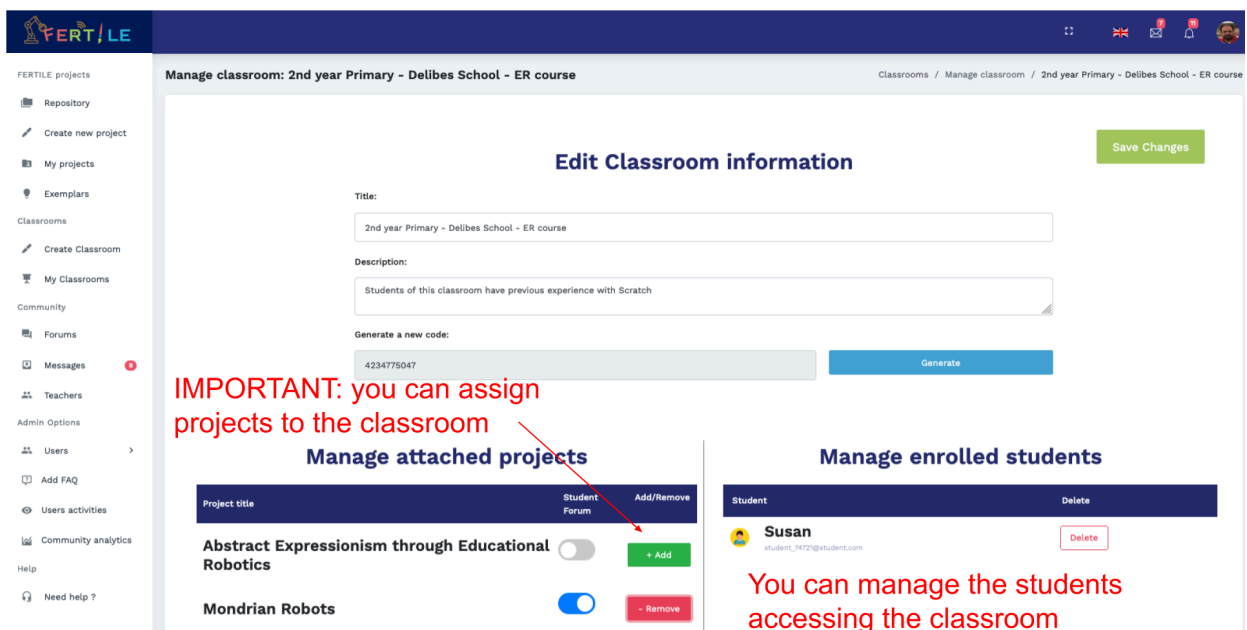 FERTILE
7
11
FERTILE projects
Repository
Create new project
My projects
Exemplars
Classrooms
Create Classroom
My Classrooms
Community
Forums
Messages 8
Teachers
Admin Options
Users >
Add FAQ
Users activities
Community analytics
Help
Need help ?
Manage classroom: 2nd year Primary - Delibes School - ER course
Classrooms / Manage classroom / 2nd year Primary - Delibes School - ER course
Save Changes
Edit Classroom information
Title:
2nd year Primary - Delibes School - ER course
Description:
Students of this classroom have previous experience with Scratch
Generate a new code:
4234775047
Generate
IMPORTANT: you can assign
projects to the classroom
Manage attached projects
Project title
Student
Forum
Add/Remove
Abstract Expressionism through Educational
Robotics
+ Add
Mondrian Robots
- Remove
Manage enrolled students
Student
Delete
Susan
student_74721@student.com
Delete
You can manage the students
accessing the classroom